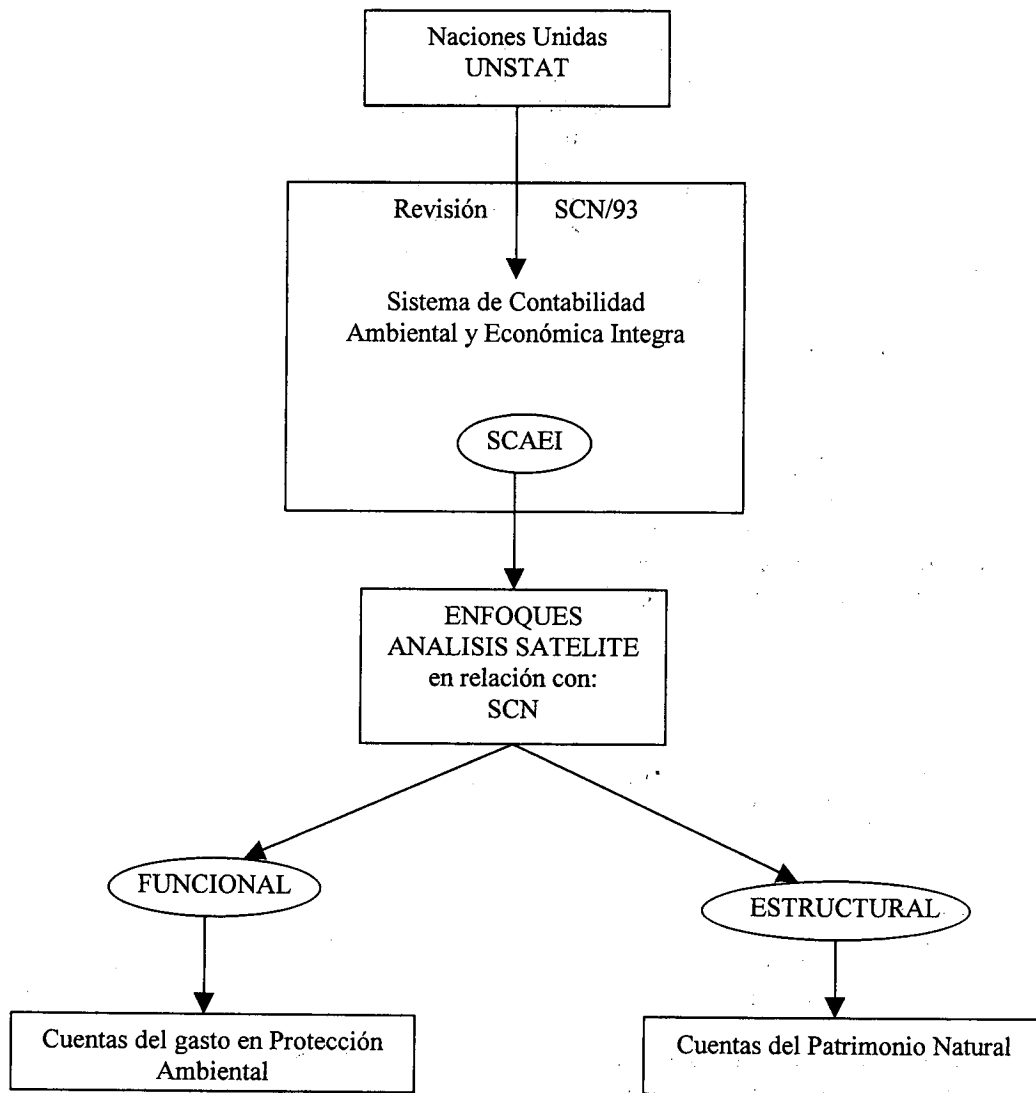 Naciones Unidas
UNSTAT
Revisión SCN/93
Sistema de Contabilidad
Ambiental y Económica Integra
SCAEI
ENFOQUES
ANALISIS SATELITE
en relación con:
SCN
FUNCIONAL
ESTRUCTURAL
Cuentas del gasto en Protección
Ambiental
Cuentas del Patrimonio Natural